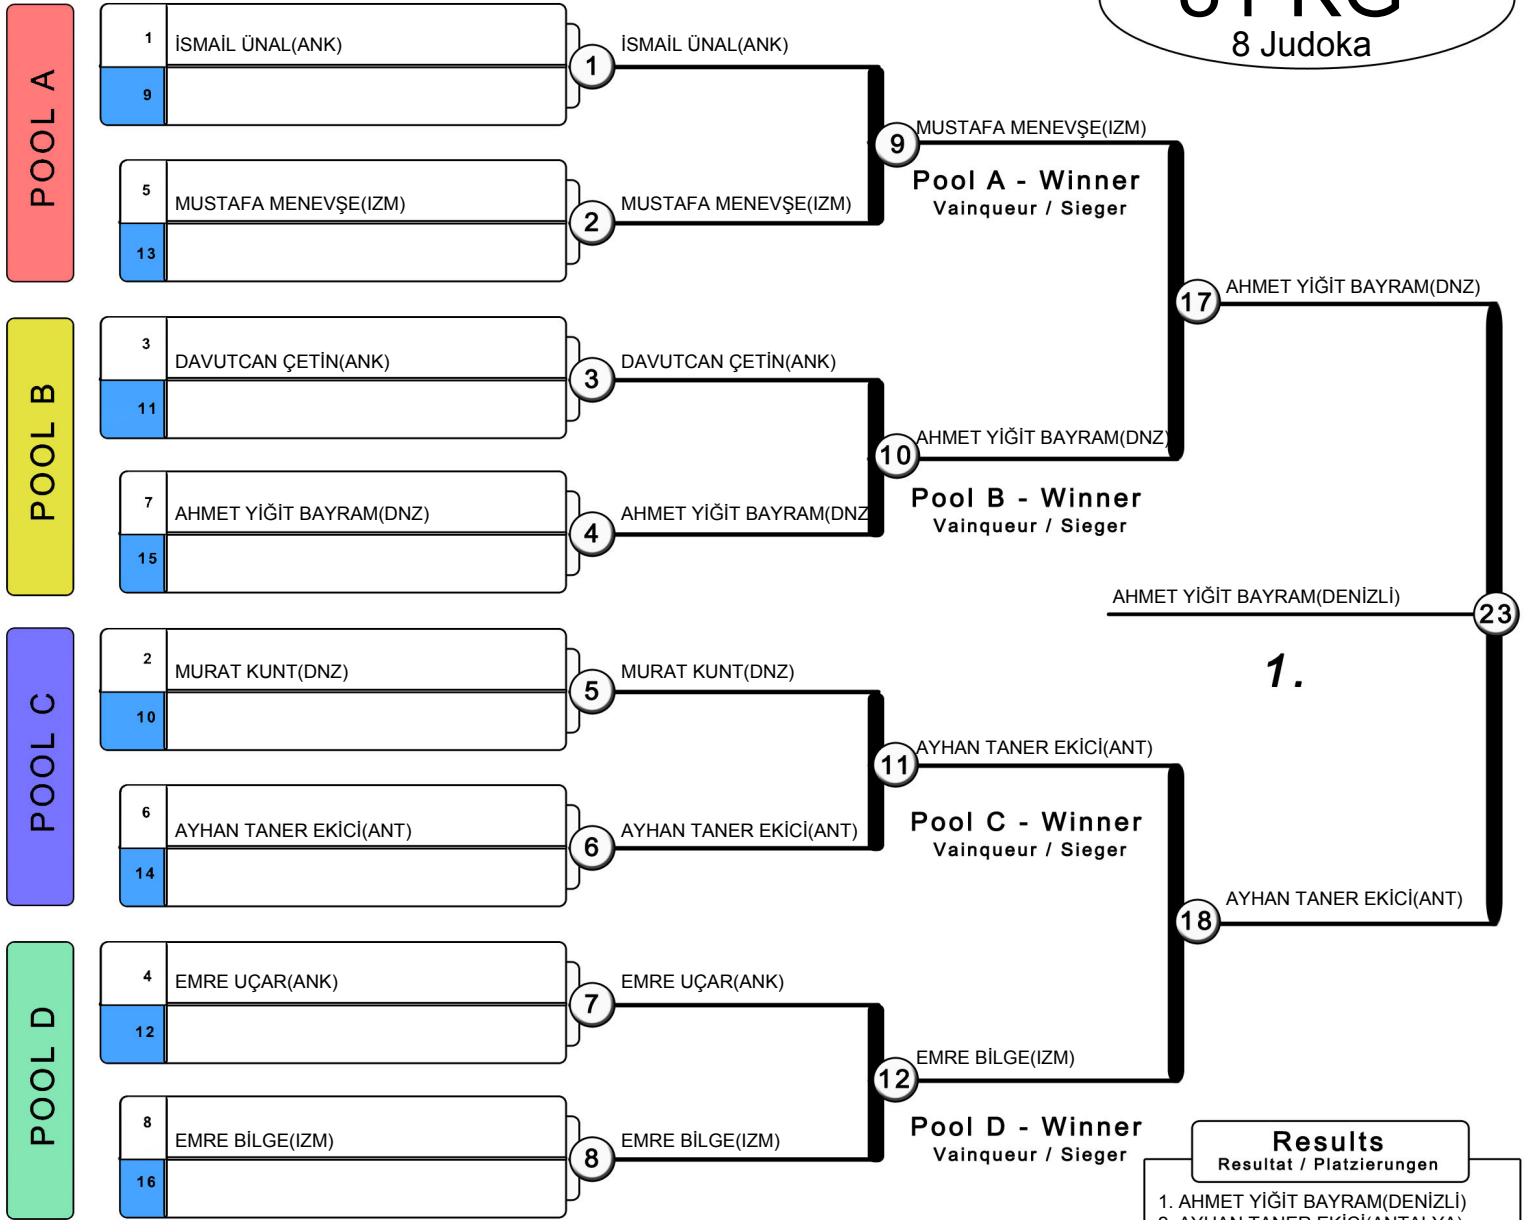 8 Judoka
POOL A
1
İSMAİL ÜNAL(ANK)
9
1
İSMAİL ÜNAL(ANK)
5
MUSTAFA MENEVŞE(IZM)
13
2
MUSTAFA MENEVŞE(IZM)
9
MUSTAFA MENEVŞE(IZM)
Pool A - Winner
Vainqueur / Sieger
POOL B
3
DAVUTCAN ÇETİN(ANK)
11
3
DAVUTCAN ÇETİN(ANK)
7
AHMET YİĞİT BAYRAM(DNZ)
15
4
AHMET YİĞİT BAYRAM(DNZ
10
AHMET YİĞİT BAYRAM(DNZ)
Pool B - Winner
Vainqueur / Sieger
17
AHMET YİĞİT BAYRAM(DNZ)
AHMET YİĞİT BAYRAM(DENİZLİ)
23
1.
POOL C
2
MURAT KUNT(DNZ)
10
5
MURAT KUNT(DNZ)
6
AYHAN TANER EKİCİ(ANT)
14
6
AYHAN TANER EKİCİ(ANT)
11
AYHAN TANER EKİCİ(ANT)
Pool C - Winner
Vainqueur / Sieger
18
AYHAN TANER EKİCİ(ANT)
POOL D
4
EMRE UÇAR(ANK)
12
7
EMRE UÇAR(ANK)
8
EMRE BİLGE(IZM)
16
8
EMRE BİLGE(IZM)
12
EMRE BİLGE(IZM)
Pool D - Winner
Vainqueur / Sieger
Results
Resultat / Platzierungen
1. AHMET YİĞİT BAYRAM(DENİZLİ)
2. AYHAN TANER EKİCİ(ANTALYA)